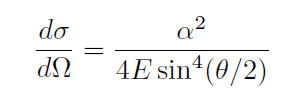 dσ/dΩ = α²/(4E sin⁴(θ/2))